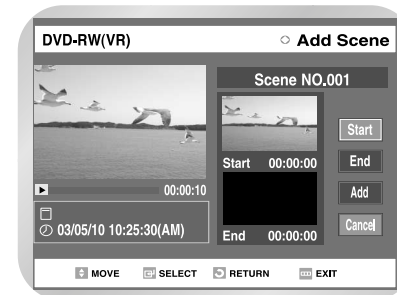 DVD-RW(VR)
Add Scene
Scene NO.001
Start 00:00:00
00:00:10
03/05/10 10:25:30(AM)
End 00:00:00
Start
End
Add
Cancel
MOVE SELECT RETURN EXIT